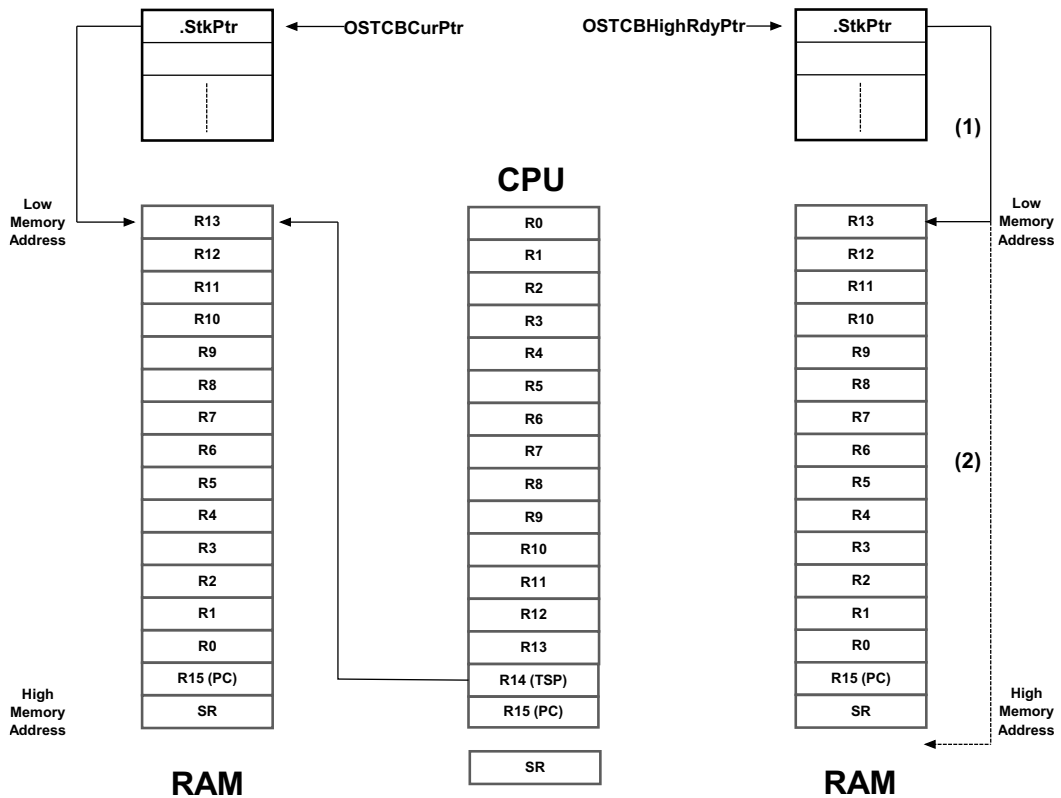 .StkPtr
OSTCBCurPtr
OSTCBHighRdyPtr
.StkPtr
(1)
CPU
Low
Memory
Address
R13
R12
R11
R10
R9
R8
R7
R6
R5
R4
R3
R2
R1
R0
R15 (PC)
SR
High
Memory
Address
RAM
R0
R1
R2
R3
R4
R5
R6
R7
R8
R9
R10
R11
R12
R13
R14 (TSP)
R15 (PC)
SR
R13
R12
R11
R10
R9
R8
R7
R6
R5
R4
R3
R2
R1
R0
R15 (PC)
SR
Low
Memory
Address
(2)
High
Memory
Address
RAM